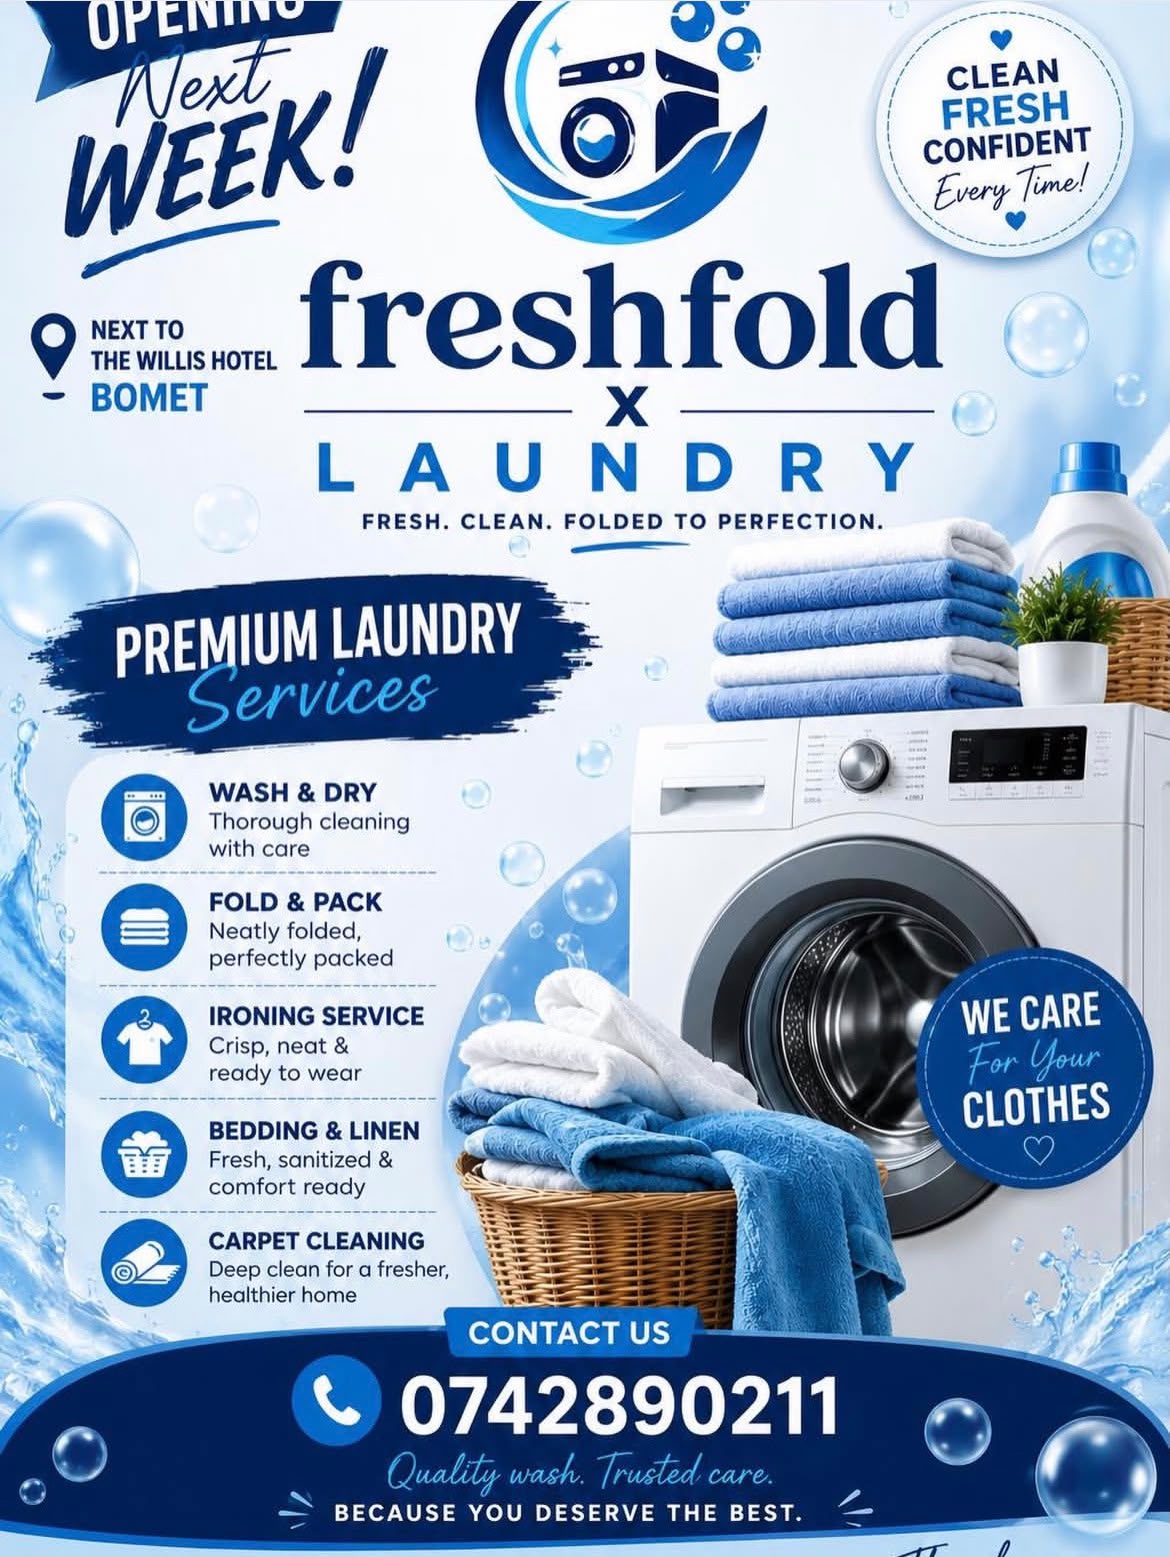 OPENING
Next
WEEK!
CLEAN
FRESH
CONFIDENT
Every Time!
NEXT TO
THE WILLIS HOTEL
BOMET
freshfold
X
LAUNDRY
FRESH. CLEAN. FOLDED TO PERFECTION.
PREMIUM LAUNDRY
Services
WASH & DRY
Thorough cleaning
with care
FOLD & PACK
Neatly folded,
perfectly packed
IRONING SERVICE
Crisp, neat &
ready to wear
BEDDING & LINEN
Fresh, sanitized &
comfort ready
CARPET CLEANING
Deep clean for a fresher,
healthier home
WE CARE
For Your
CLOTHES
CONTACT US
0742890211
Quality wash. Trusted care.
BECAUSE YOU DESERVE THE BEST.